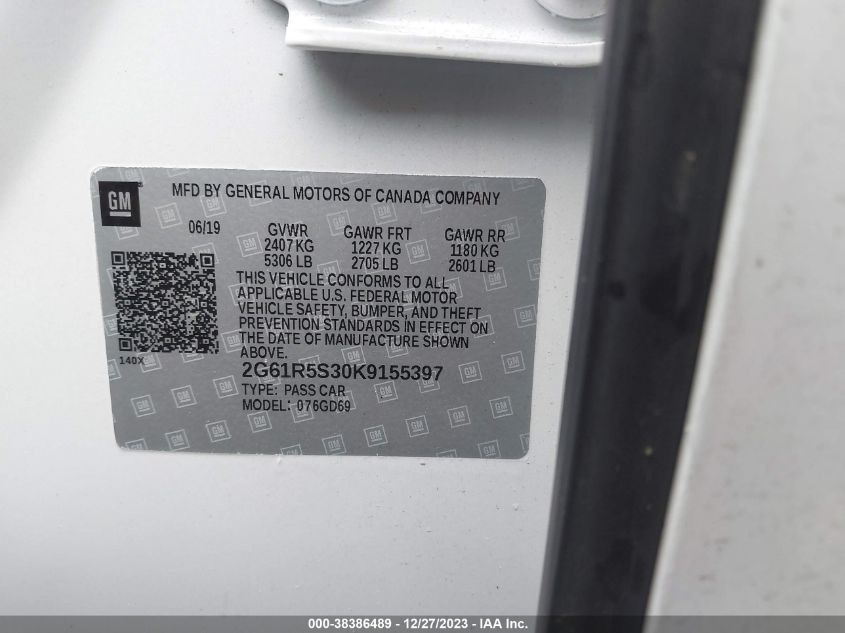 GM
MFD BY GENERAL MOTORS OF CANADA COMPANY
06/19 GVWR GAWR FRT GAWR RR
2407 KG 1227 KG 1180 KG
5306 LB 2705 LB 2601 LB
THIS VEHICLE CONFORMS TO ALL
APPLICABLE U.S. FEDERAL MOTOR
VEHICLE SAFETY, BUMPER, AND THEFT
PREVENTION STANDARDS IN EFFECT ON
THE DATE OF MANUFACTURE SHOWN
ABOVE.
140X
2G61R5S30K9155397
TYPE: PASS CAR
MODEL: 076GD69
000-38386489 - 12/27/2023 - IAA Inc.